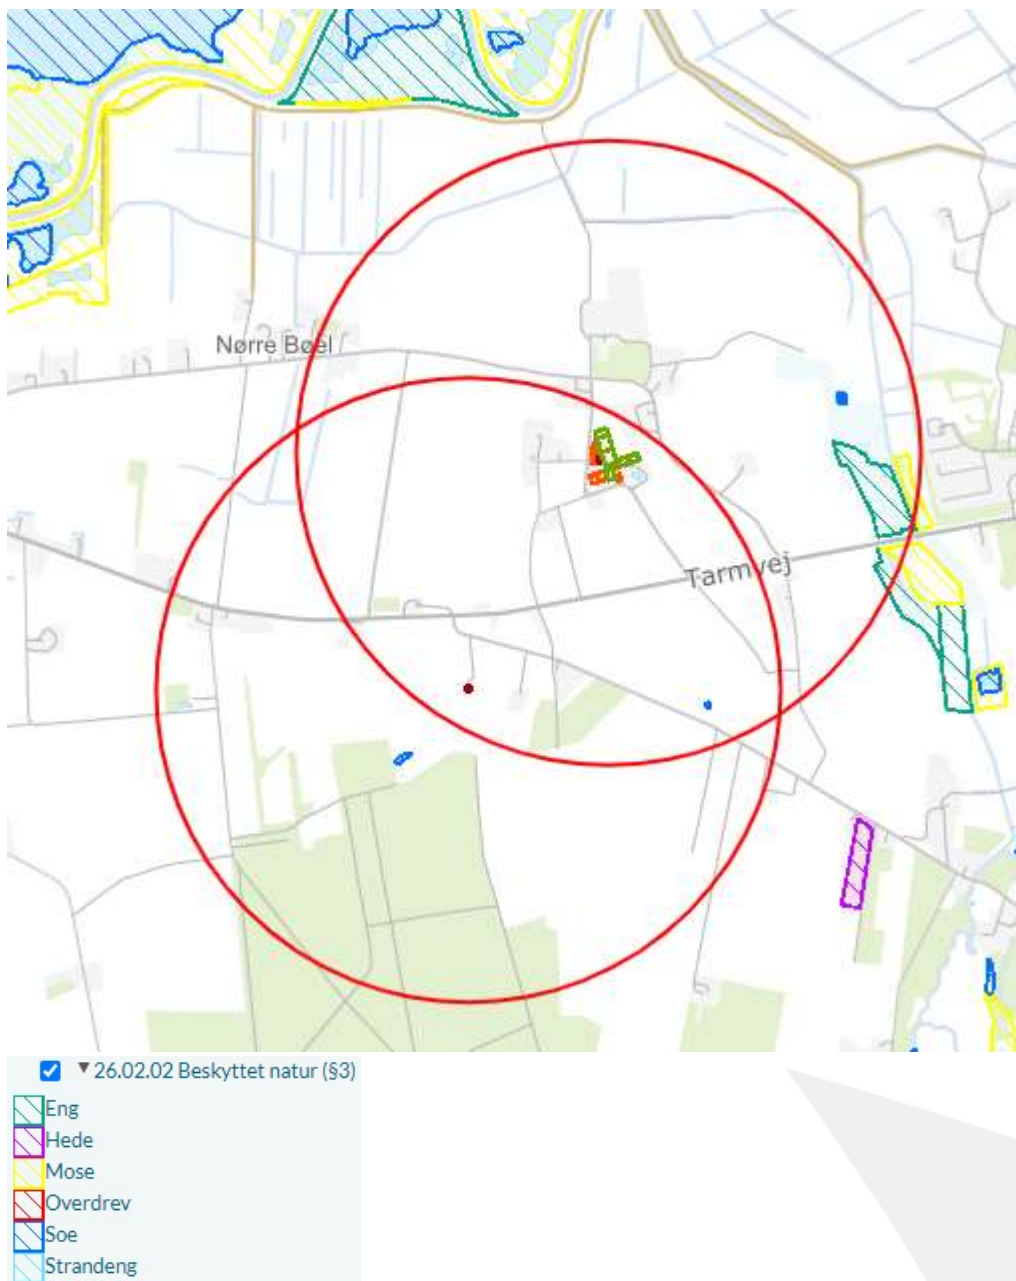 Nørre Bøel
Tarmvej
26.02.02 Beskyttet natur (§3)
Eng
Hede
Mose
Overdrev
Soe
Strandeng